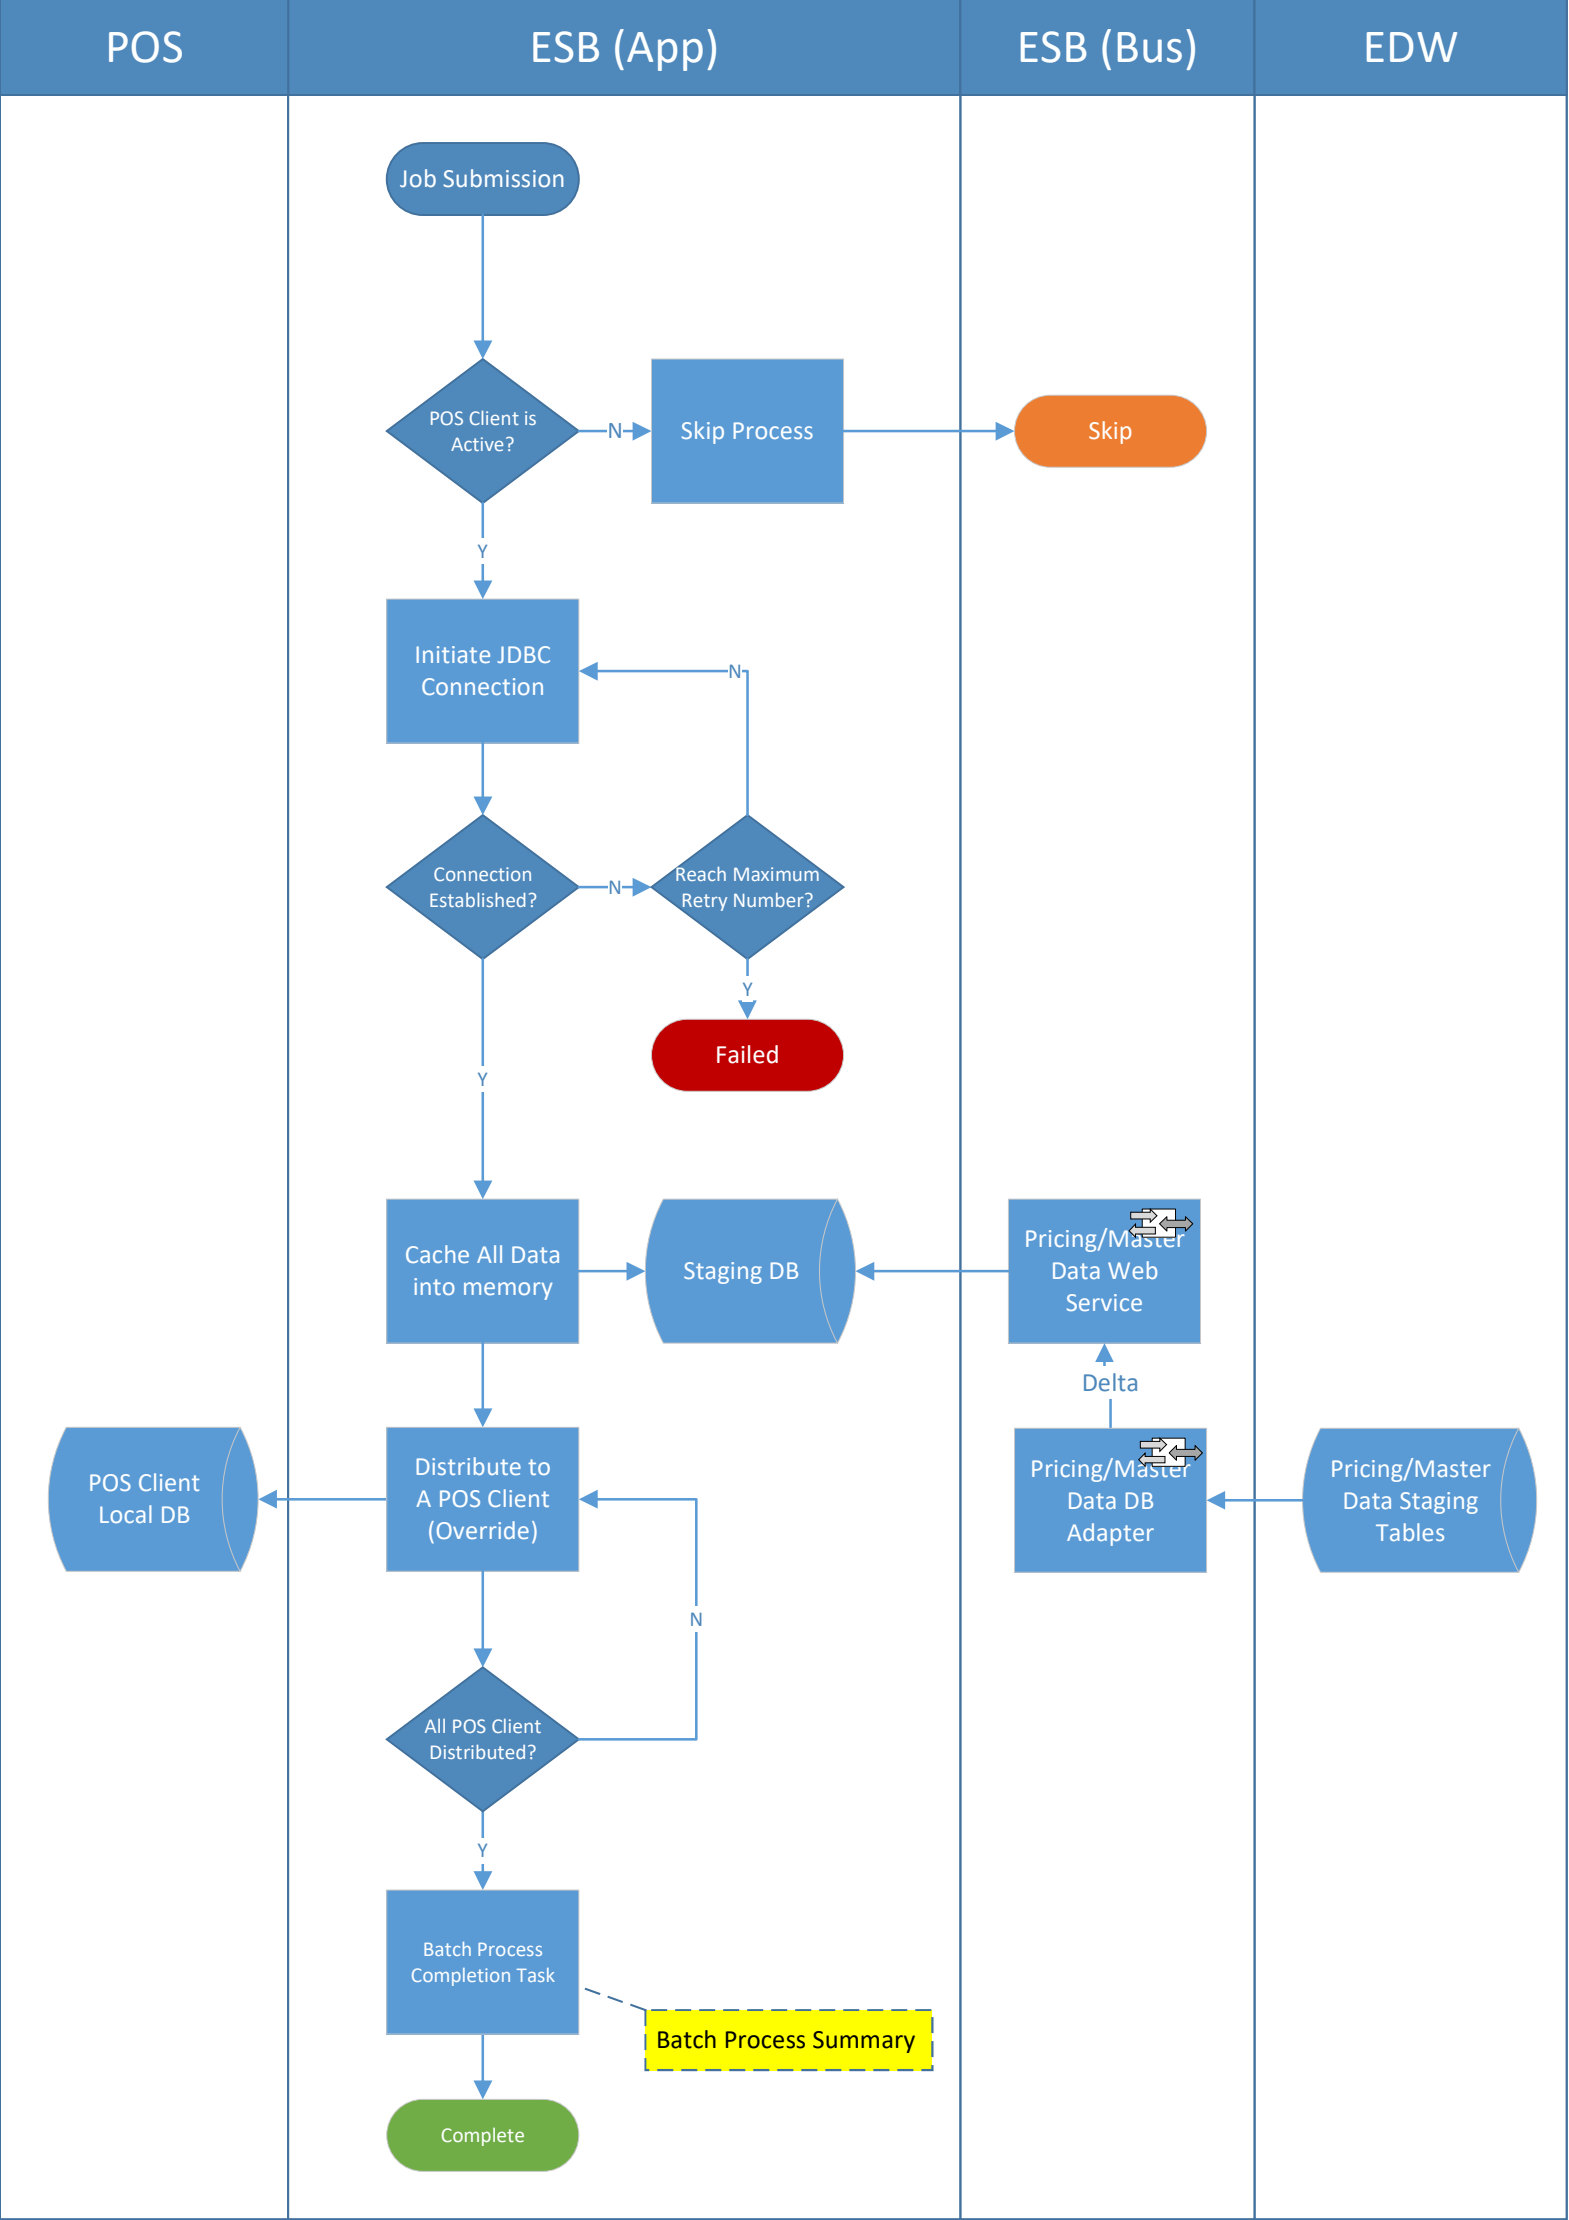 POS
ESB (App)
ESB (Bus)
EDW
Job Submission
POS Client is
Active?
N
Skip Process
Skip
Y
Initiate JDBC
Connection
N
Connection
Established?
N
Reach Maximum
Retry Number?
Y
Failed
Y
Cache All Data
into memory
Staging DB
Pricing/Master
Data Web
Service
Delta
POS Client
Local DB
Distribute to
A POS Client
(Override)
Pricing/Master
Data DB
Adapter
Pricing/Master
Data Staging
Tables
N
All POS Client
Distributed?
Y
Batch Process
Completion Task
Batch Process Summary
Complete